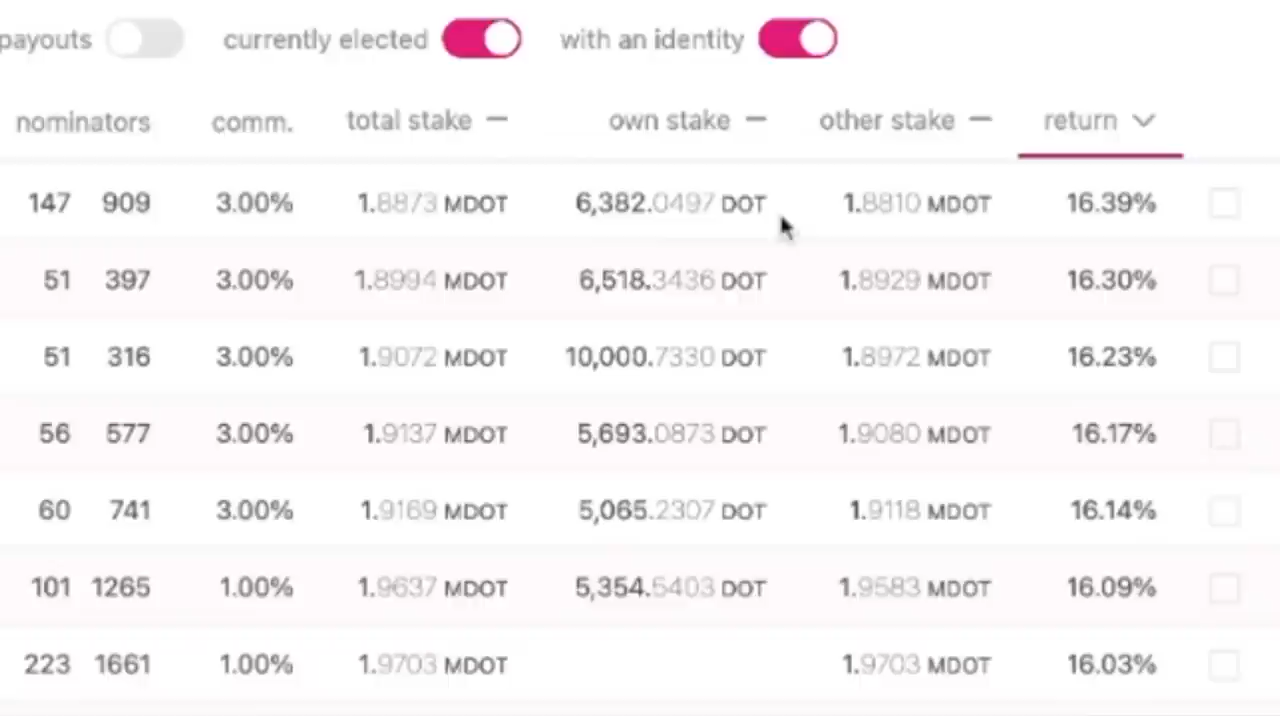 payouts currently elected with an identity
nominators comm. total stake own stake other stake return
147 909 3.00% 1.8873 MDOT 6,382.0497 DOT 1.8810 MDOT 16.39%
51 397 3.00% 1.8994 MDOT 6,518.3436 DOT 1.8929 MDOT 16.30%
51 316 3.00% 1.9072 MDOT 10,000.7330 DOT 1.8972 MDOT 16.23%
56 577 3.00% 1.9137 MDOT 5,693.0873 DOT 1.9080 MDOT 16.17%
60 741 3.00% 1.9169 MDOT 5,065.2307 DOT 1.9118 MDOT 16.14%
101 1265 1.00% 1.9637 MDOT 5,354.5403 DOT 1.9583 MDOT 16.09%
223 1661 1.00% 1.9703 MDOT 1.9703 MDOT 16.03%